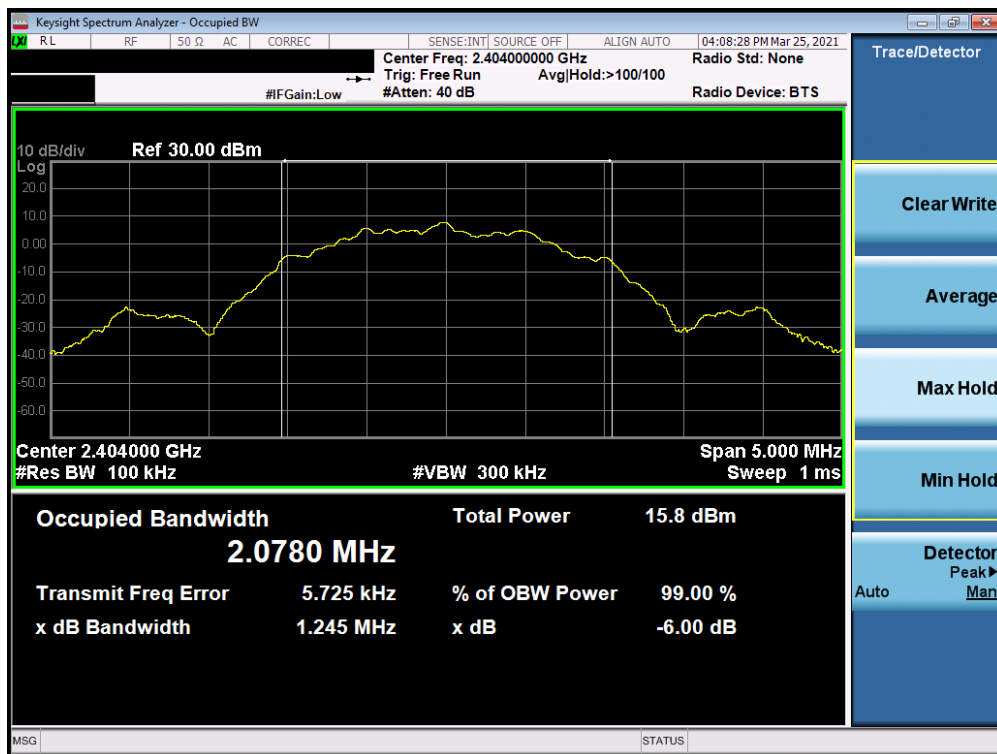 Keysight Spectrum Analyzer - Occupied BW
LXI RL RF 50 Ω AC CORREC SENSE:INT SOURCE OFF ALIGN AUTO 04:08:28 PM Mar 25, 2021
Center Freq: 2.404000000 GHz Radio Std: None
Trig: Free Run Avg|Hold:>100/100
#IFGain:Low #Atten: 40 dB Radio Device: BTS
10 dB/div Ref 30.00 dBm
Log
20.0
10.0
0.00
-10.0
-20.0
-30.0
-40.0
-50.0
-60.0
Center 2.404000 GHz Span 5.000 MHz
#Res BW 100 kHz #VBW 300 kHz Sweep 1 ms
Occupied Bandwidth Total Power 15.8 dBm
2.0780 MHz
Transmit Freq Error 5.725 kHz % of OBW Power 99.00 %
x dB Bandwidth 1.245 MHz x dB -6.00 dB
MSG STATUS
Trace/Detector
Clear Write
Average
Max Hold
Min Hold
Detector
Peak▶
Auto Man